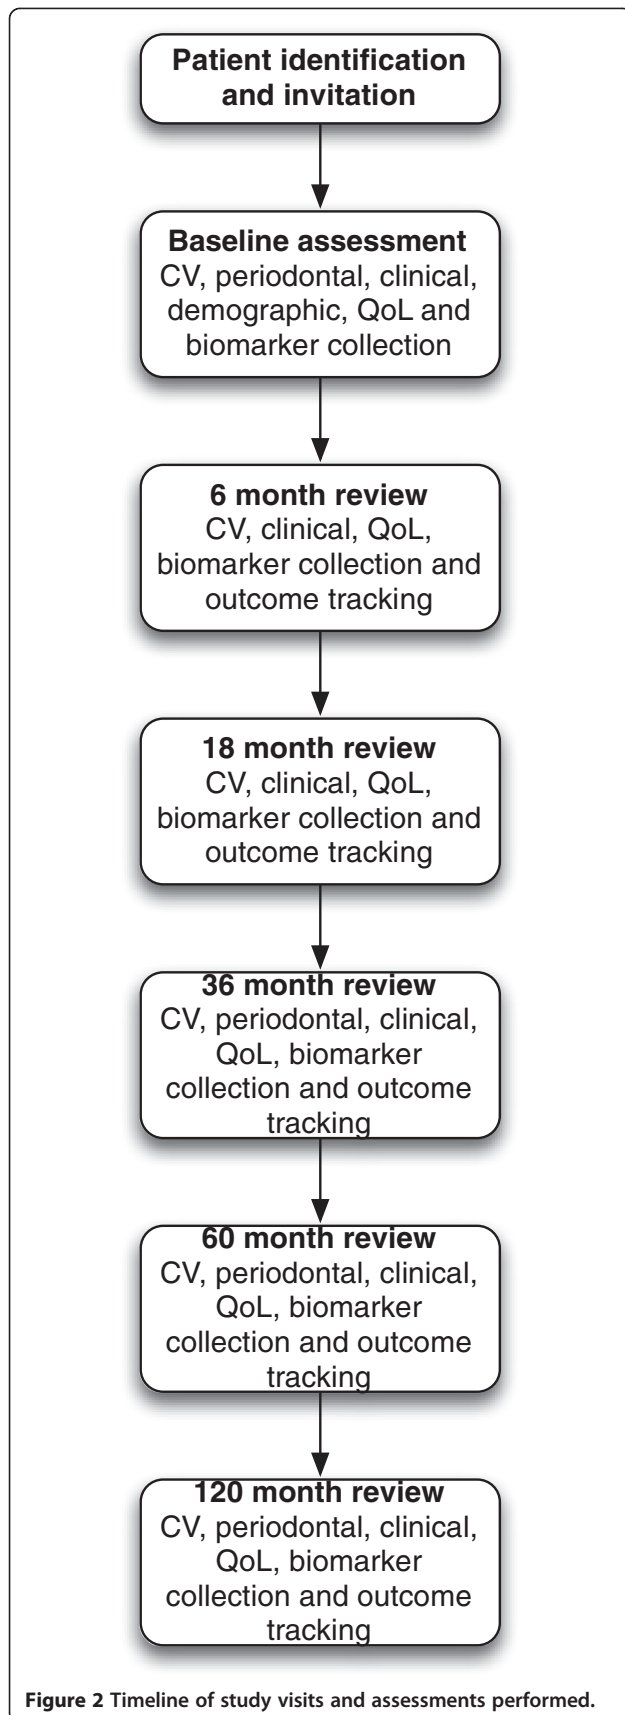 Patient identification
and invitation
Baseline assessment
CV, periodontal, clinical,
demographic, QoL and
biomarker collection
6 month review
CV, clinical, QoL,
biomarker collection and
outcome tracking
18 month review
CV, clinical, QoL,
biomarker collection and
outcome tracking
36 month review
CV, periodontal, clinical,
QoL, biomarker
collection and outcome
tracking
60 month review
CV, periodontal, clinical,
QoL, biomarker
collection and outcome
tracking
120 month review
CV, periodontal, clinical,
QoL, biomarker
collection and outcome
tracking
Figure 2 Timeline of study visits and assessments performed.